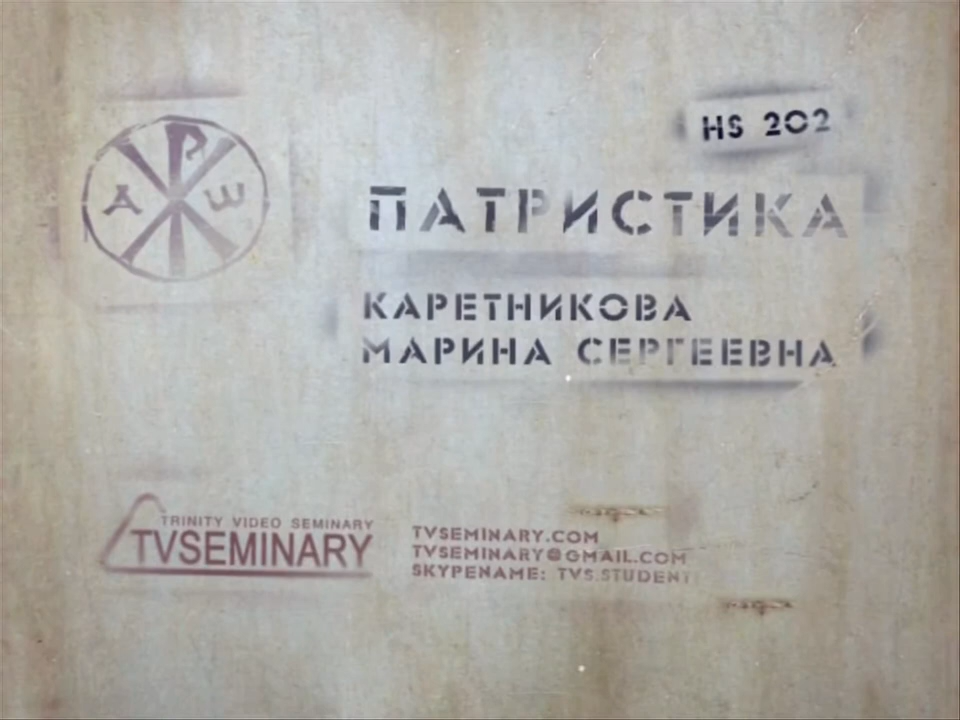 HS 202
ПАТРИСТИКА
КАРЕТНИКОВА
МАРИНА СЕРГЕЕВНА
TRINITY VIDEO SEMINARY
TVSEMINARY
TVSEMINARY.COM
TVSEMINARY@GMAIL.COM
SKYPENAME: TVS.STUDENT